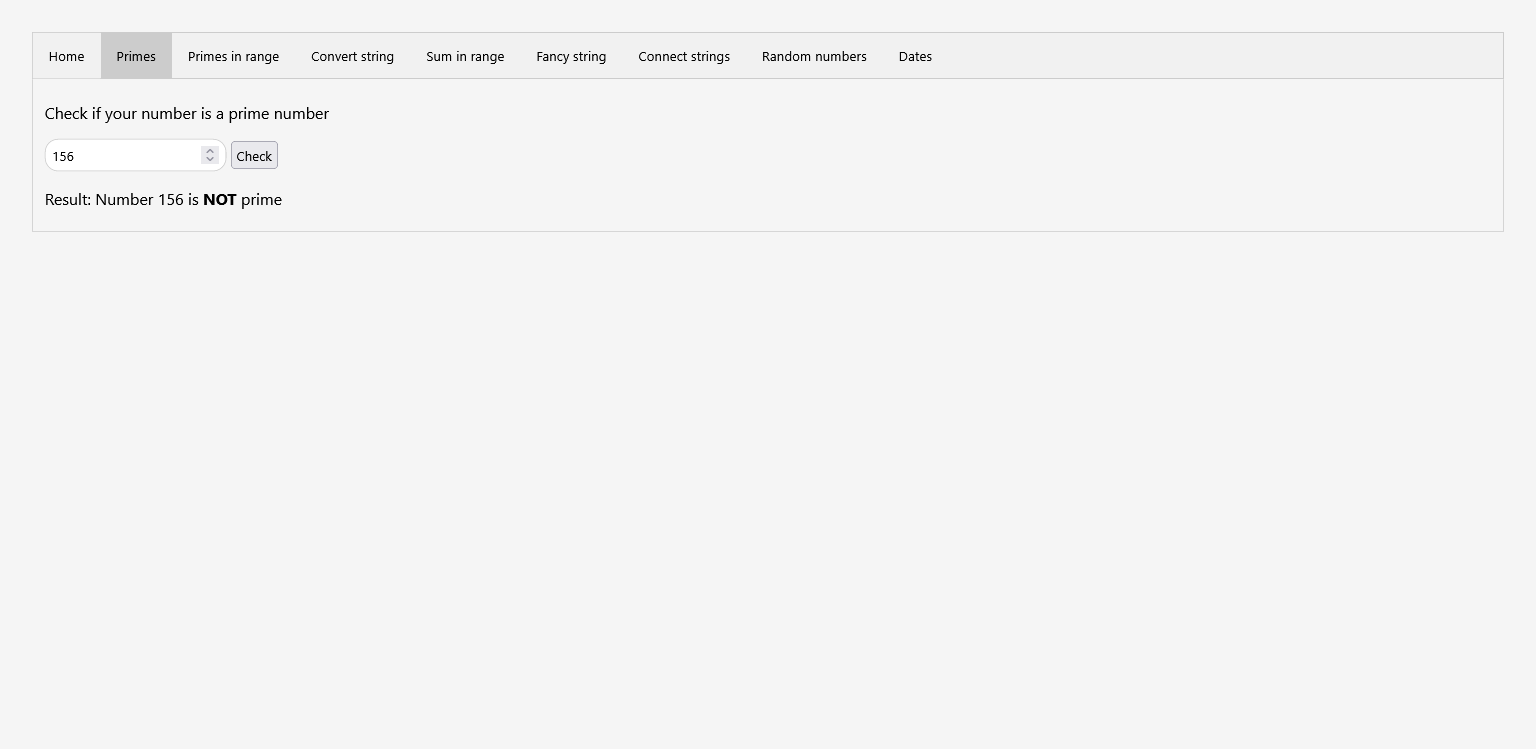 Home Primes Primes in range Convert string Sum in range Fancy string Connect strings Random numbers Dates
Check if your number is a prime number
156 Check
Result: Number 156 is NOT prime